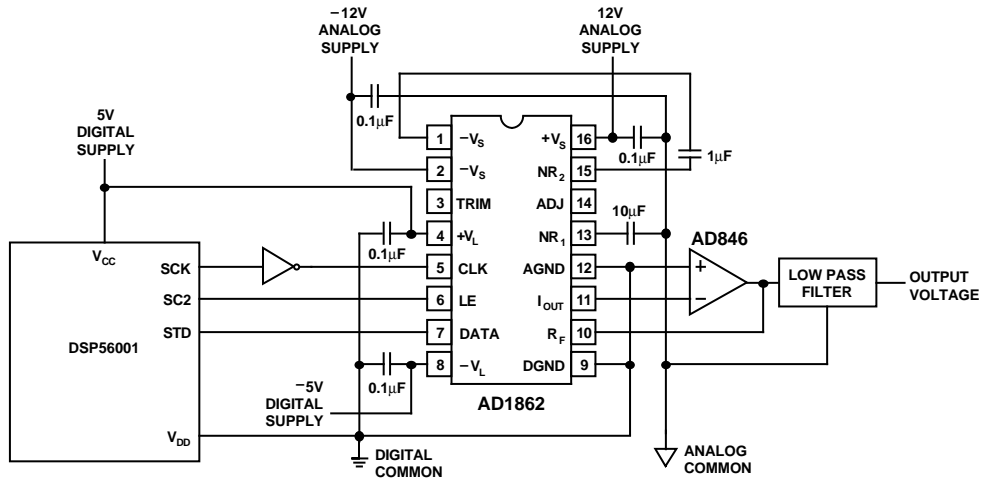 −12V
ANALOG
SUPPLY
12V
ANALOG
SUPPLY
5V
DIGITAL
SUPPLY
0.1μF
1 −VS
+VS 16
0.1μF
1μF
2 −VS
NR2 15
3 TRIM
ADJ 14
10μF
0.1μF
4 +VL
NR1 13
AD846
VCC
SCK
5 CLK
AGND 12
+
LOW PASS
FILTER
OUTPUT
VOLTAGE
SC2
6 LE
IOUT 11
−
STD
7 DATA
RF 10
DSP56001
0.1μF
8 −VL
DGND 9
−5V
DIGITAL
SUPPLY
AD1862
VDD
DIGITAL
COMMON
ANALOG
COMMON